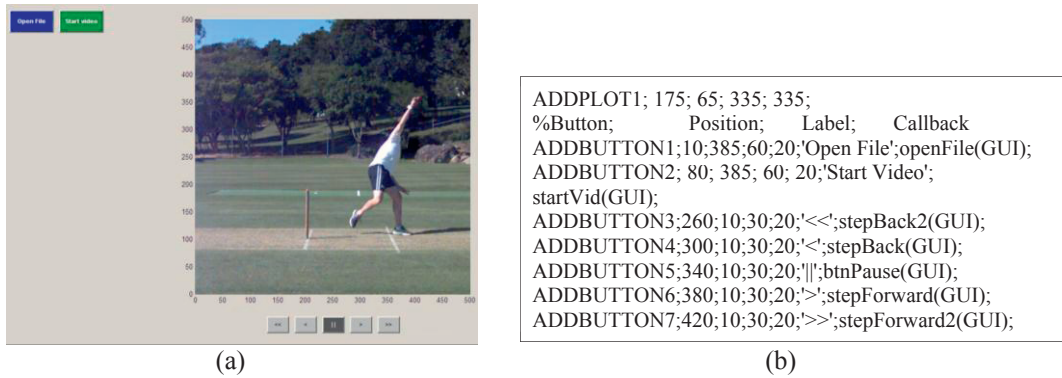 Open File
Start video
500
450
400
350
300
250
200
150
100
50
0
0 50 100 150 200 250 300 350 400 450 500
<< < || > >>
(a)
ADDPLOT1; 175; 65; 335; 335;
%Button; Position; Label; Callback
ADDBUTTON1;10;385;60;20;'Open File';openFile(GUI);
ADDBUTTON2; 80; 385; 60; 20;'Start Video';
startVid(GUI);
ADDBUTTON3;260;10;30;20;'<<';stepBack2(GUI);
ADDBUTTON4;300;10;30;20;'<';stepBack(GUI);
ADDBUTTON5;340;10;30;20;'||';btnPause(GUI);
ADDBUTTON6;380;10;30;20;'>';stepForward(GUI);
ADDBUTTON7;420;10;30;20;'>>';stepForward2(GUI);
(b)